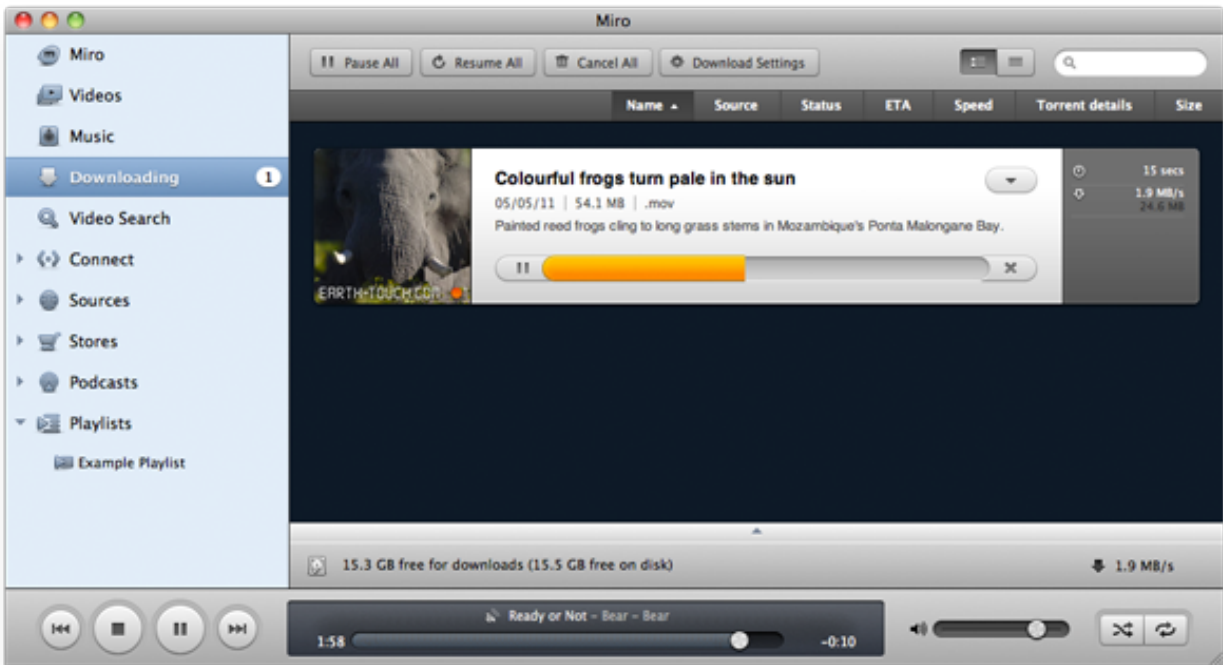 Miro
Miro
Videos
Music
Downloading 1
Video Search
Connect
Sources
Stores
Podcasts
Playlists
Example Playlist
Pause All Resume All Cancel All Download Settings
Name Source Status ETA Speed Torrent details Size
Colourful frogs turn pale in the sun
05/05/11 | 54.1 MB | .mov
Painted reed frogs cling to long grass stems in Mozambique's Ponta Malongane Bay.
EARTH-TOUCH.COM
15 secs
1.9 MB/s
24.6 MB
15.3 GB free for downloads (15.5 GB free on disk) 1.9 MB/s
Ready or Not – Bear – Bear
1:58 -0:10